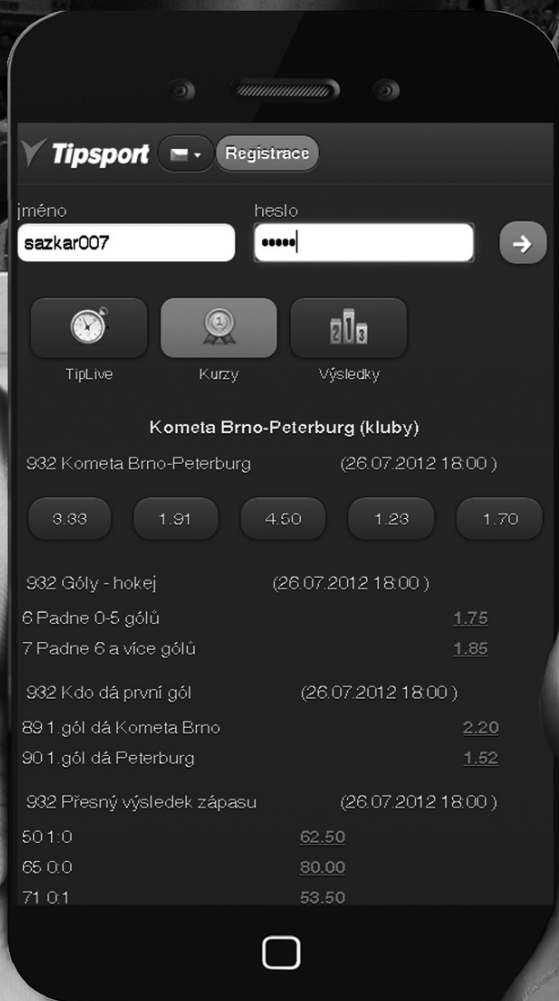 Tipsport Registrace
jméno heslo
sazkar007 •••••
TipLive Kurzy Výsledky
Kometa Brno-Peterburg (kluby)
932 Kometa Brno-Peterburg (26.07.2012 18:00 )
3.33 1.91 4.50 1.23 1.70
932 Góly - hokej (26.07.2012 18:00 )
6 Padne 0-5 gólů 1.75
7 Padne 6 a více gólů 1.85
932 Kdo dá první gól (26.07.2012 18:00 )
89 1.gól dá Kometa Brno 2.20
90 1.gól dá Peterburg 1.52
932 Přesný výsledek zápasu (26.07.2012 18:00 )
50 1:0 62.50
65 0:0 80.00
71 0:1 53.50